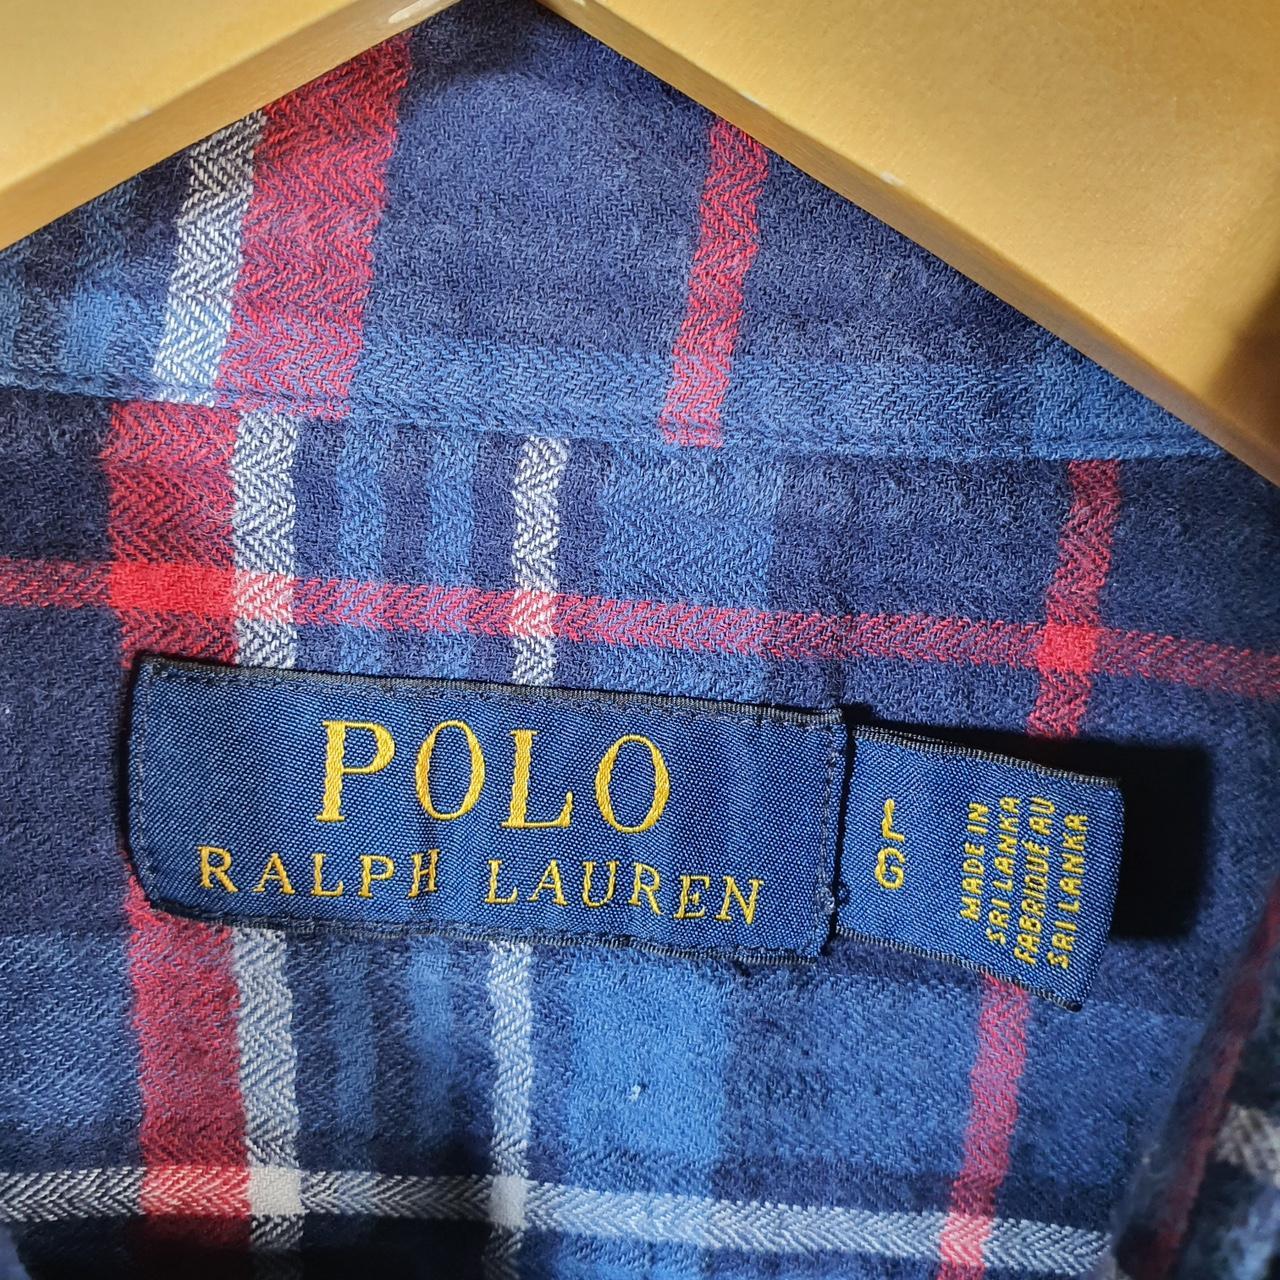 POLO
RALPH LAUREN
L
G
MADE IN
SRI LANKA
FABRIQUÉ AU
SRI LANKA